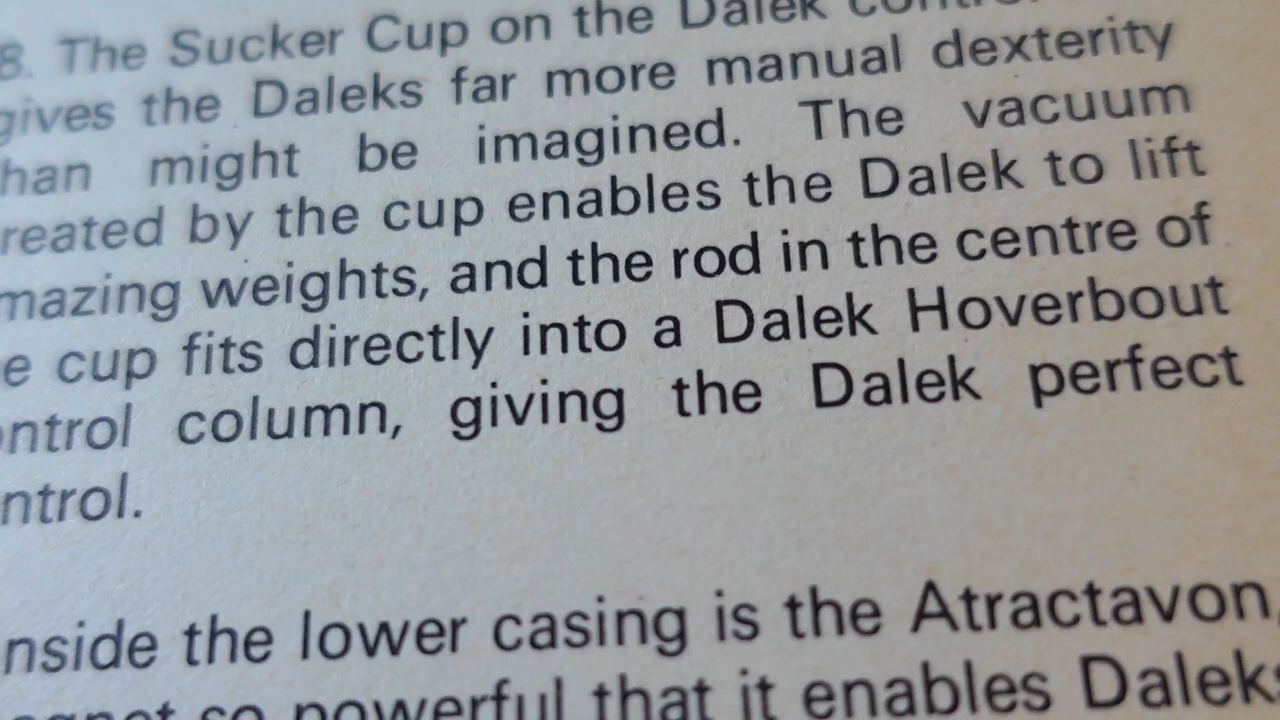 8. The Sucker Cup on the Dalek
gives the Daleks far more manual dexterity
han might be imagined. The vacuum
reated by the cup enables the Dalek to lift
mazing weights, and the rod in the centre of
e cup fits directly into a Dalek Hoverbout
ntrol column, giving the Dalek perfect
ntrol.
nside the lower casing is the Atractavon,
so powerful that it enables Daleks